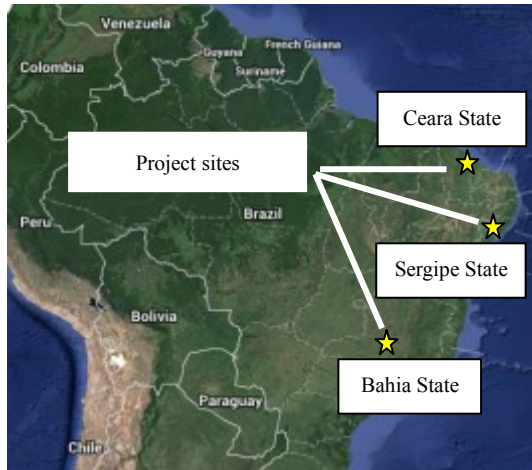 Venezuela
Guyana
French Guiana
Colombia
Suriname
Ceara State
Project sites
Brazil
Peru
Sergipe State
Bolivia
Bahia State
Paraguay
Chile